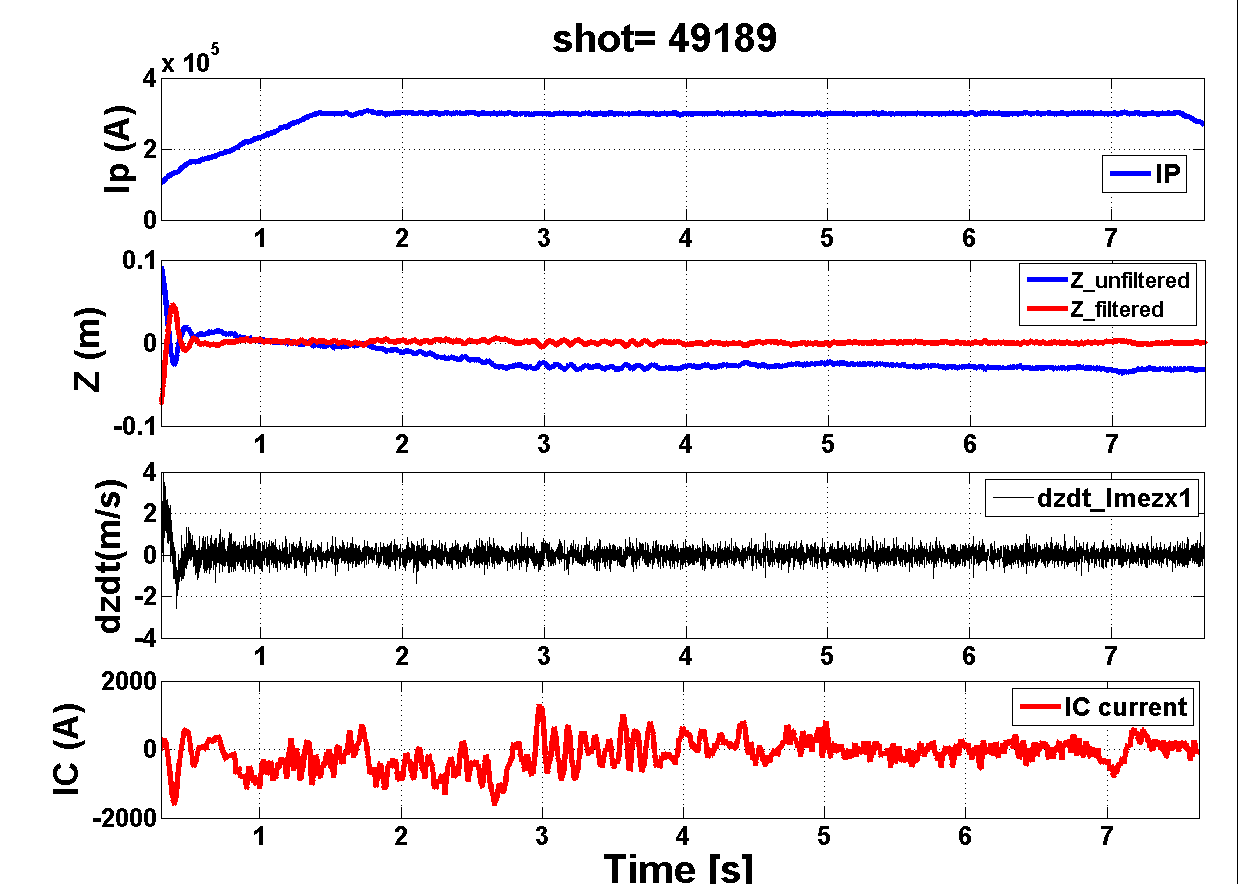 shot= 49189
x 10^5
Ip (A)
4
2
0
IP
1 2 3 4 5 6 7
Z (m)
0.1
0
-0.1
Z_unfiltered
Z_filtered
1 2 3 4 5 6 7
dzdt(m/s)
4
2
0
-2
-4
dzdt_lmezx1
1 2 3 4 5 6 7
IC (A)
2000
0
-2000
IC current
1 2 3 4 5 6 7
Time [s]